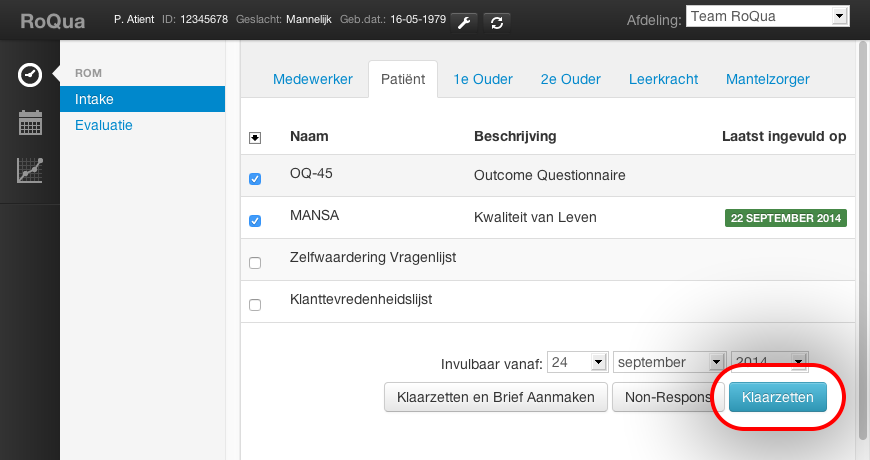 RoQua P. Atient ID: 12345678 Geslacht: Mannelijk Geb.dat.: 16-05-1979 Afdeling: Team RoQua
ROM
Intake
Evaluatie
Medewerker Patiënt 1e Ouder 2e Ouder Leerkracht Mantelzorger
Naam Beschrijving Laatst ingevuld op
OQ-45 Outcome Questionnaire
MANSA Kwaliteit van Leven 22 SEPTEMBER 2014
Zelfwaardering Vragenlijst
Klanttevredenheidslijst
Invulbaar vanaf: 24 september 2014
Klaarzetten en Brief Aanmaken Non-Respons Klaarzetten